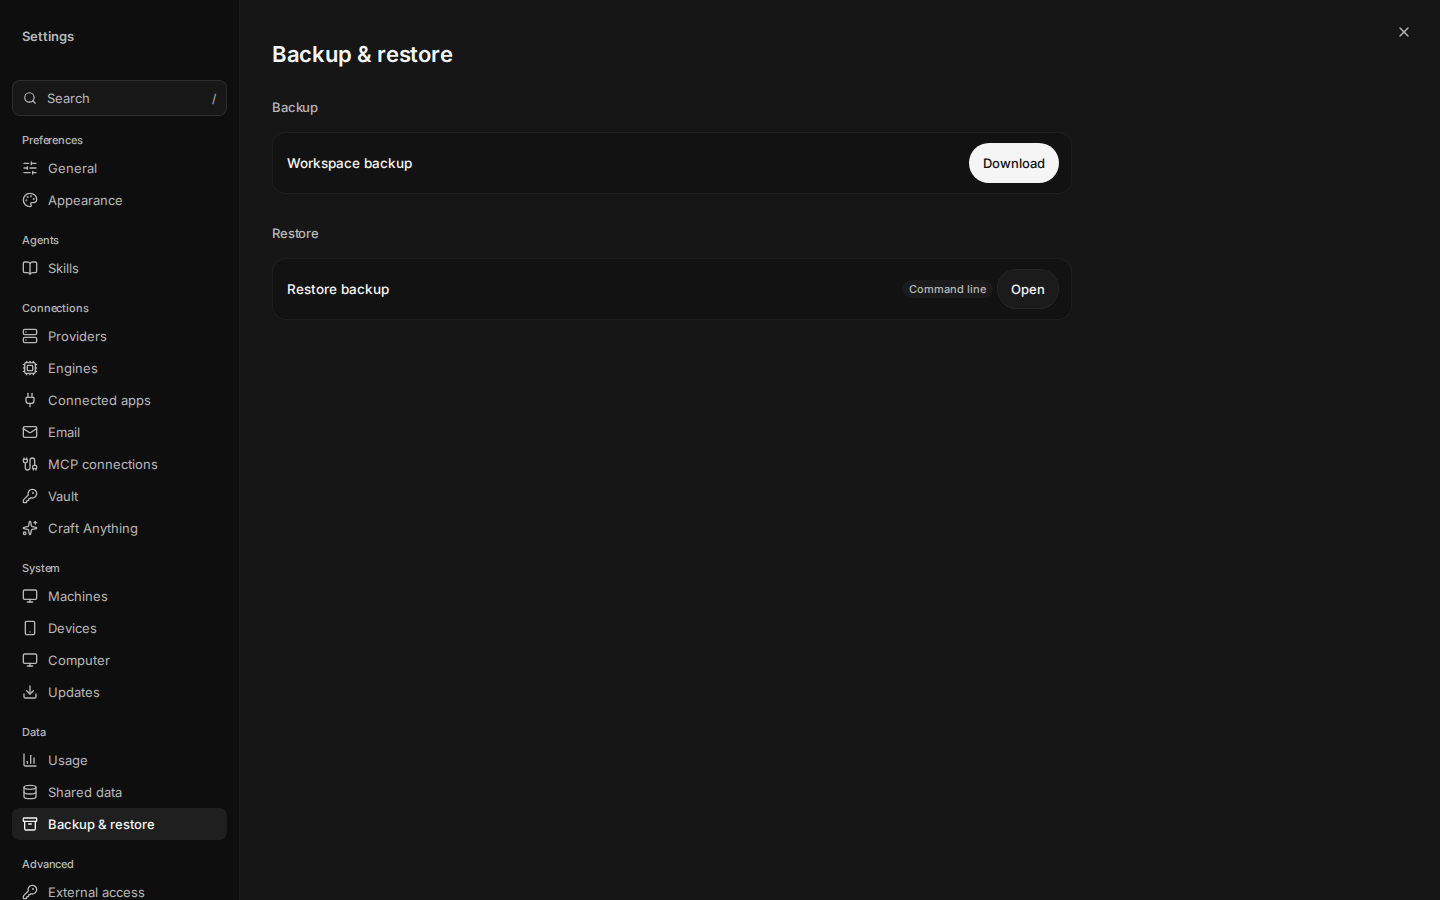 Settings
Search /
Preferences
General
Appearance
Agents
Skills
Connections
Providers
Engines
Connected apps
Email
MCP connections
Vault
Craft Anything
System
Machines
Devices
Computer
Updates
Data
Usage
Shared data
Backup & restore
Advanced
External access
Backup & restore
Backup
Workspace backup Download
Restore
Restore backup Command line Open